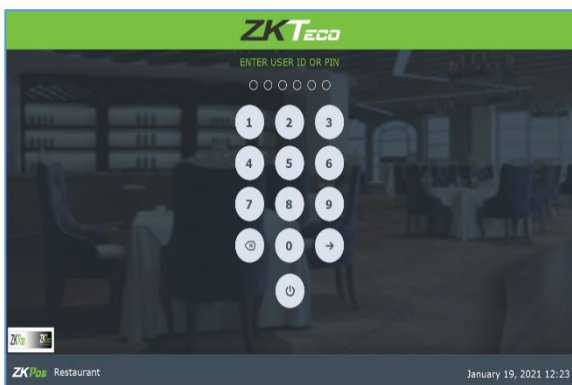 ZKTeco
ENTER USER ID OR PIN
1 2 3
4 5 6
7 8 9
0
ZKPos Restaurant
January 19, 2021 12:23